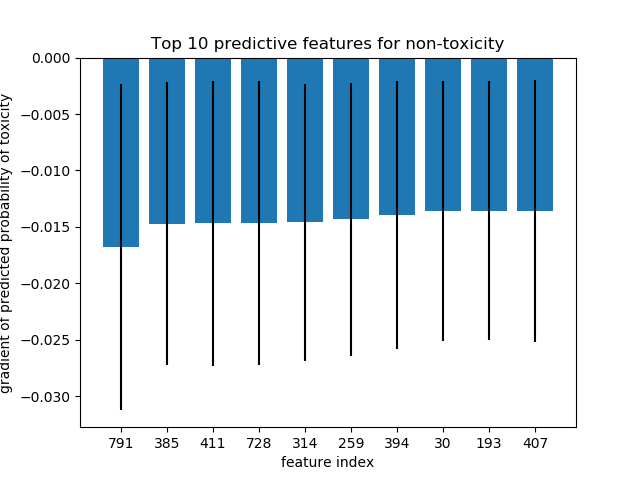 Top 10 predictive features for non-toxicity
gradient of predicted probability of toxicity
0.000
−0.005
−0.010
−0.015
−0.020
−0.025
−0.030
791 385 411 728 314 259 394 30 193 407
feature index